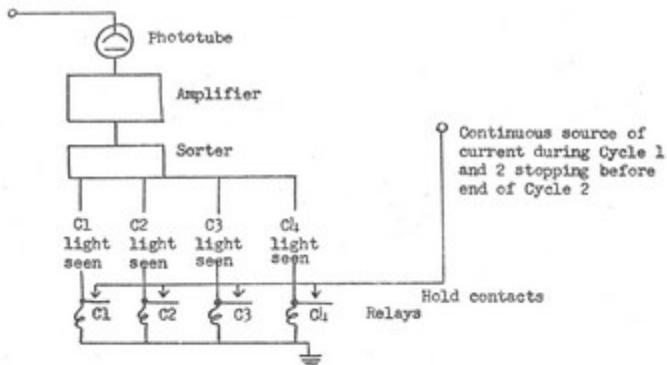 Phototube
Amplifier
Sorter
Continuous source of
current during Cycle 1
and 2 stopping before
end of Cycle 2
C1 C2 C3 C4
light light light light
seen seen seen seen
Hold contacts
C1 C2 C3 C4 Relays